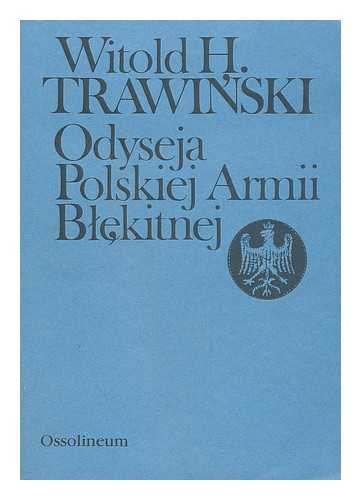 Witold H.
TRAWIŃSKI
Odyseja
Polskiej Armii
Błękitnej
Ossolineum